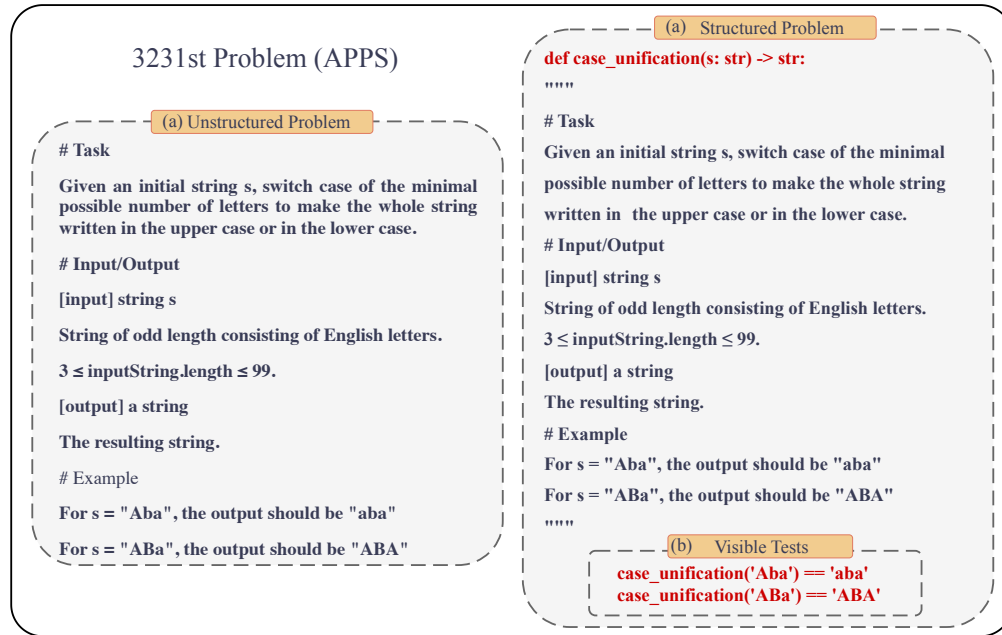 3231st Problem (APPS)
(a) Unstructured Problem
# Task
Given an initial string s, switch case of the minimal
possible number of letters to make the whole string
written in the upper case or in the lower case.
# Input/Output
[input] string s
String of odd length consisting of English letters.
3 ≤ inputString.length ≤ 99.
[output] a string
The resulting string.
# Example
For s = "Aba", the output should be "aba"
For s = "ABa", the output should be "ABA"
(a) Structured Problem
def case_unification(s: str) -> str:
"""
# Task
Given an initial string s, switch case of the minimal
possible number of letters to make the whole string
written in the upper case or in the lower case.
# Input/Output
[input] string s
String of odd length consisting of English letters.
3 ≤ inputString.length ≤ 99.
[output] a string
The resulting string.
# Example
For s = "Aba", the output should be "aba"
For s = "ABa", the output should be "ABA"
"""
(b) Visible Tests
case_unification('Aba') == 'aba'
case_unification('ABa') == 'ABA'